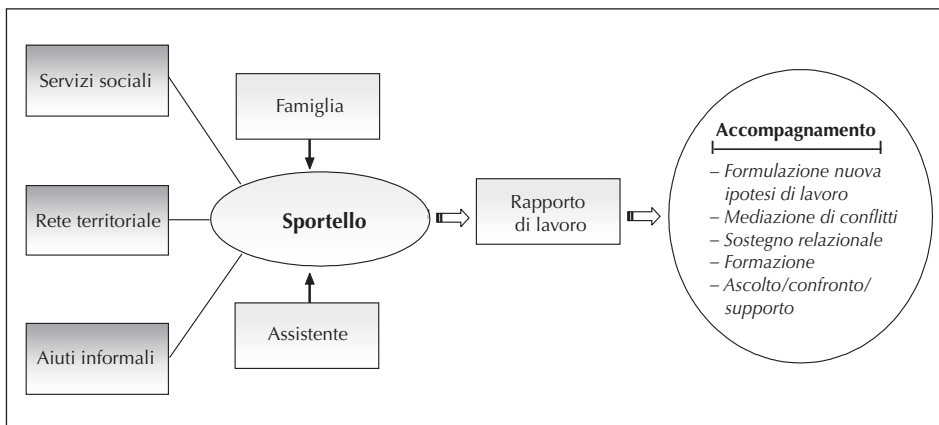 Servizi sociali
Rete territoriale
Aiuti informali
Famiglia
Sportello
Assistente
Rapporto
di lavoro
Accompagnamento
– Formulazione nuova
ipotesi di lavoro
– Mediazione di conflitti
– Sostegno relazionale
– Formazione
– Ascolto/confronto/
supporto